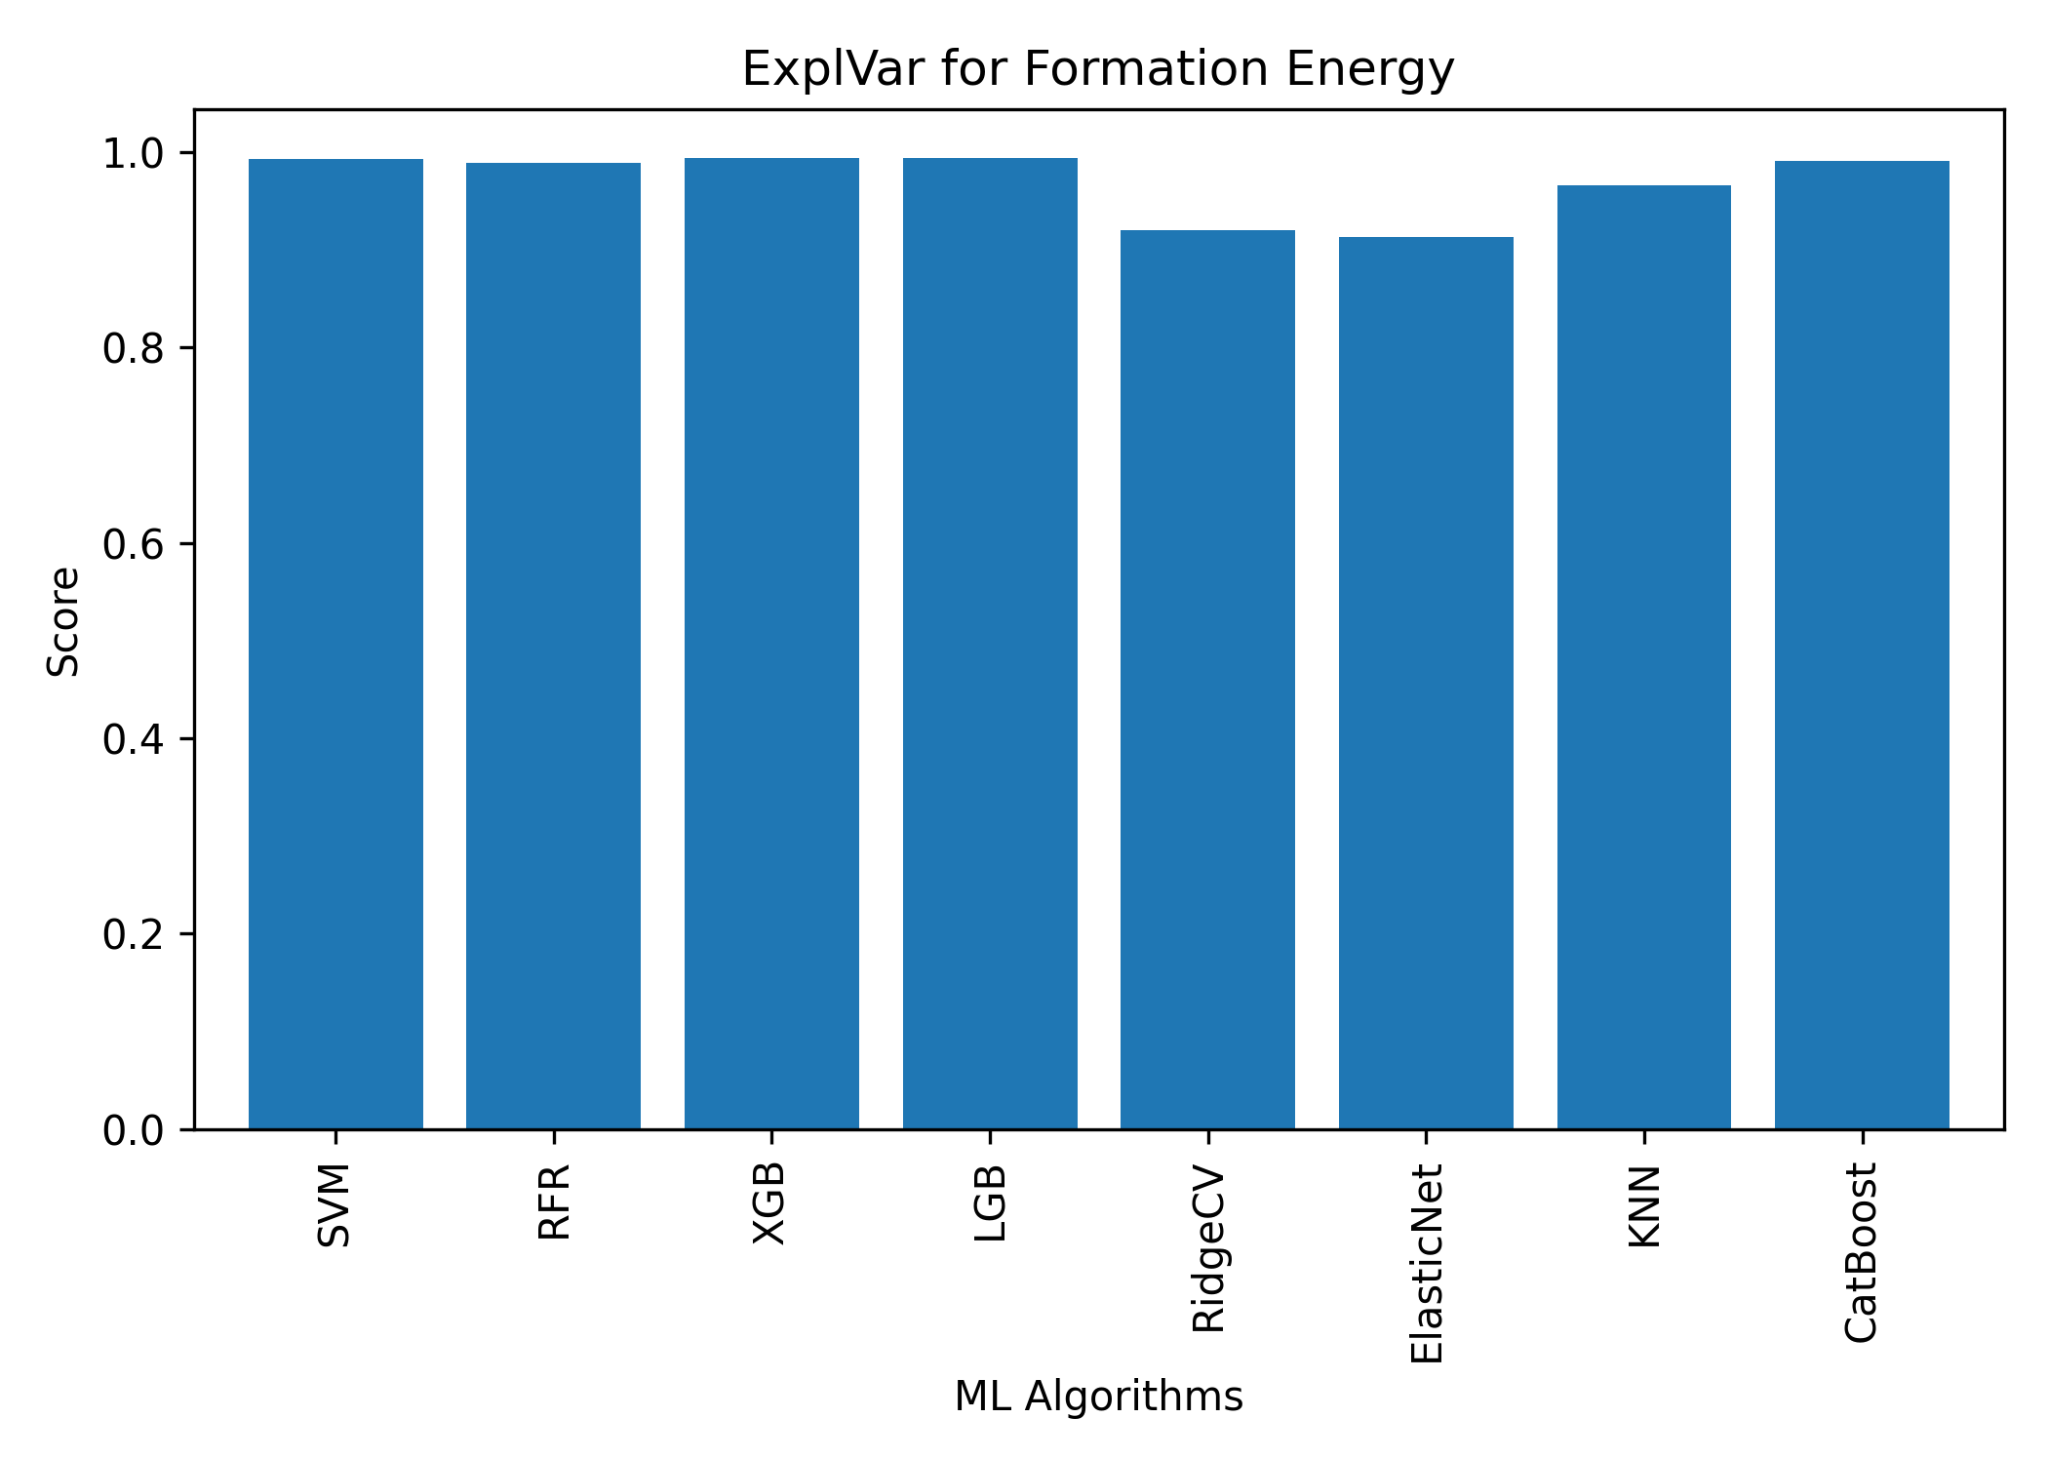 ExplVar for Formation Energy
1.0
0.8
0.6
0.4
0.2
0.0
Score
SVM
RFR
XGB
LGB
RidgeCV
ElasticNet
KNN
CatBoost
ML Algorithms